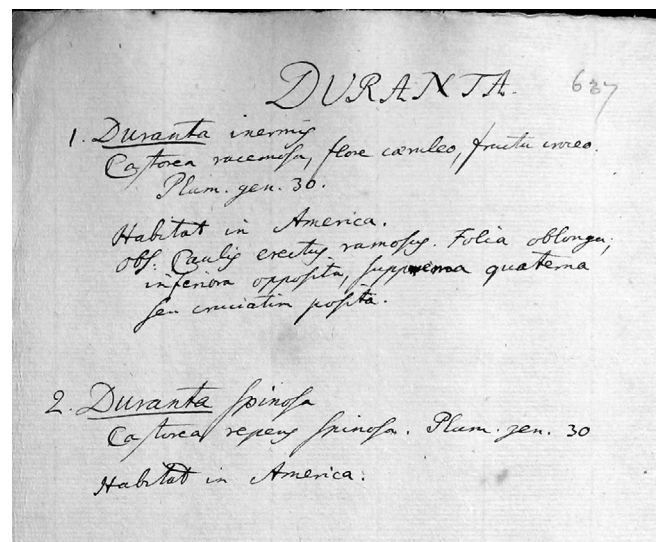 DURANTA. 637
1. Duranta inermis
Castorea racemosa, flore cæruleo, fructu croceo.
Plum. gen. 30.
Habitat in America.
Obs. Caulis erectus ramosus. Folia oblonga;
inferiora opposita, supprema quaterna
seu cruciatim posita.
2. Duranta spinosa
Castorea repens spinosa. Plum. gen. 30
Habitat in America.